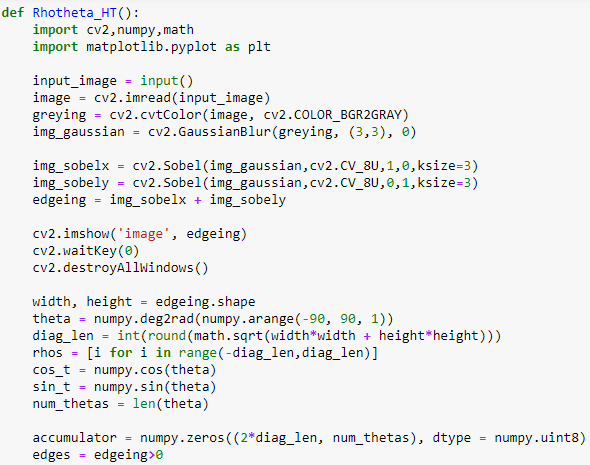 def Rhotheta_HT():
    import cv2,numpy,math
    import matplotlib.pyplot as plt

    input_image = input()
    image = cv2.imread(input_image)
    greying = cv2.cvtColor(image, cv2.COLOR_BGR2GRAY)
    img_gaussian = cv2.GaussianBlur(greying, (3,3), 0)

    img_sobelx = cv2.Sobel(img_gaussian,cv2.CV_8U,1,0,ksize=3)
    img_sobely = cv2.Sobel(img_gaussian,cv2.CV_8U,0,1,ksize=3)
    edgeing = img_sobelx + img_sobely

    cv2.imshow('image', edgeing)
    cv2.waitKey(0)
    cv2.destroyAllWindows()

    width, height = edgeing.shape
    theta = numpy.deg2rad(numpy.arange(-90, 90, 1))
    diag_len = int(round(math.sqrt(width*width + height*height)))
    rhos = [i for i in range(-diag_len,diag_len)]
    cos_t = numpy.cos(theta)
    sin_t = numpy.sin(theta)
    num_thetas = len(theta)

    accumulator = numpy.zeros((2*diag_len, num_thetas), dtype = numpy.uint8)
    edges = edgeing>0